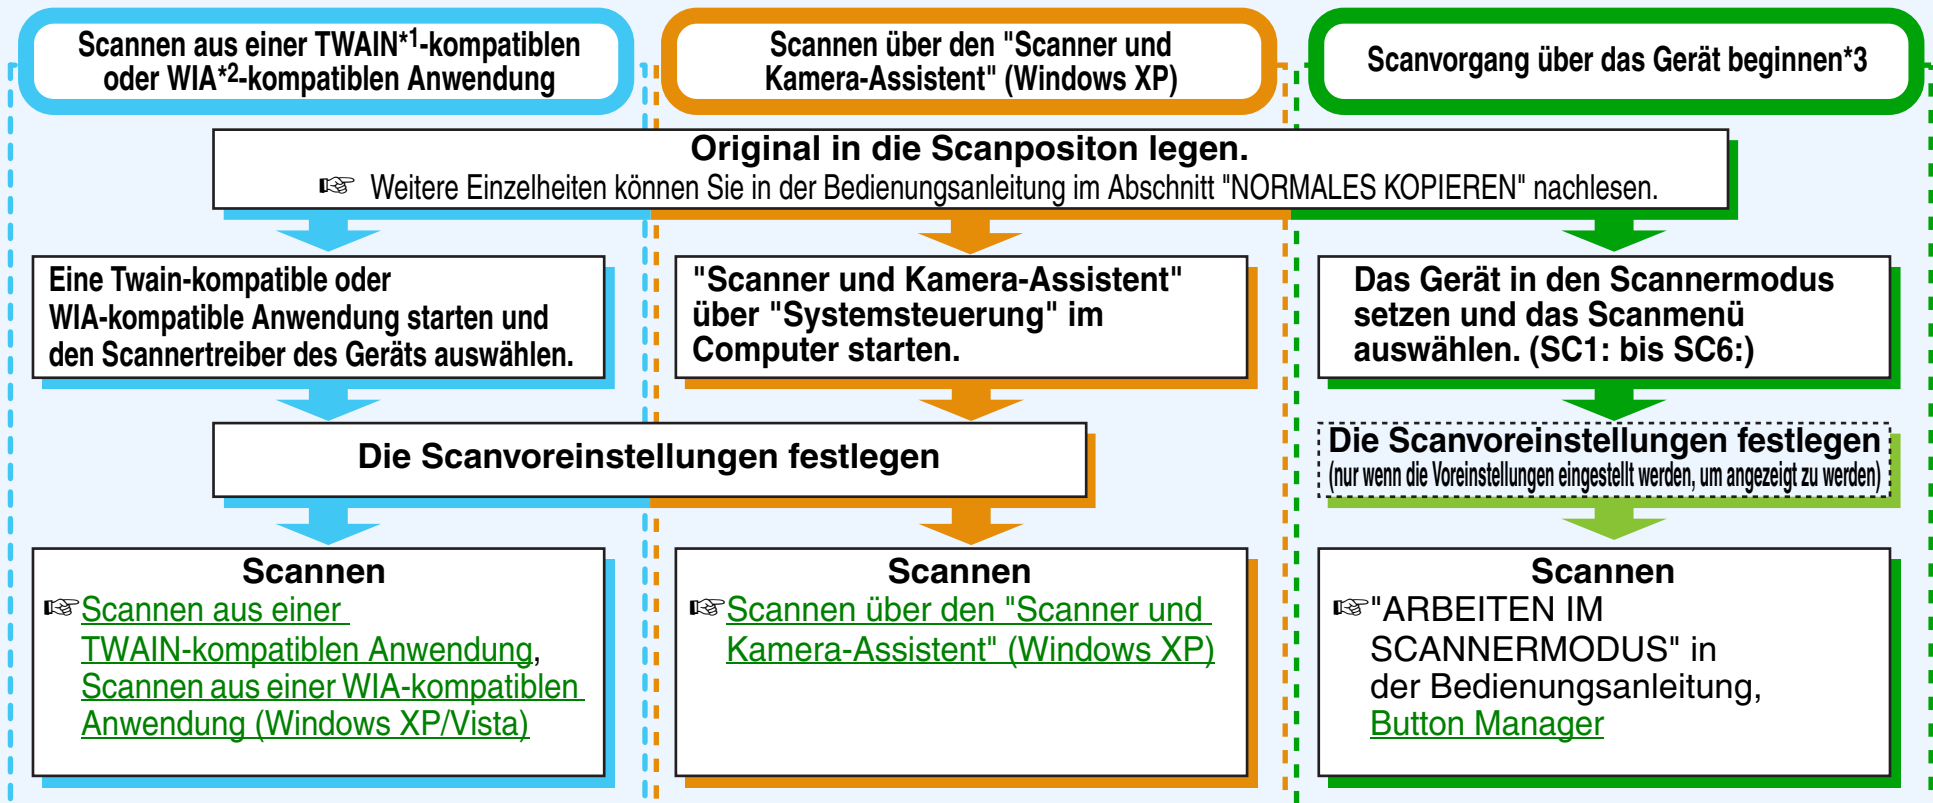 Scannen aus einer TWAIN*1-kompatiblen
oder WIA*2-kompatiblen Anwendung
Scannen über den "Scanner und
Kamera-Assistent" (Windows XP)
Scanvorgang über das Gerät beginnen*3
Original in die Scanpositon legen.
☞ Weitere Einzelheiten können Sie in der Bedienungsanleitung im Abschnitt "NORMALES KOPIEREN" nachlesen.
Eine Twain-kompatible oder
WIA-kompatible Anwendung starten und
den Scannertreiber des Geräts auswählen.
"Scanner und Kamera-Assistent"
über "Systemsteuerung" im
Computer starten.
Das Gerät in den Scannermodus
setzen und das Scanmenü
auswählen. (SC1: bis SC6:)
Die Scanvoreinstellungen festlegen
Die Scanvoreinstellungen festlegen
(nur wenn die Voreinstellungen eingestellt werden, um angezeigt zu werden)
Scannen
☞Scannen aus einer
TWAIN-kompatiblen Anwendung,
Scannen aus einer WIA-kompatiblen
Anwendung (Windows XP/Vista)
Scannen
☞Scannen über den "Scanner und
Kamera-Assistent" (Windows XP)
Scannen
☞"ARBEITEN IM
SCANNERMODUS" in
der Bedienungsanleitung,
Button Manager